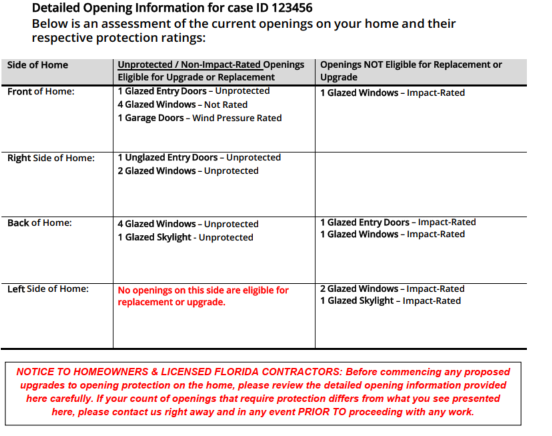 Detailed Opening Information for case ID 123456
Below is an assessment of the current openings on your home and their
respective protection ratings:
Side of Home
Unprotected / Non-Impact-Rated Openings
Eligible for Upgrade or Replacement
Openings NOT Eligible for Replacement or
Upgrade
Front of Home:
1 Glazed Entry Doors – Unprotected
4 Glazed Windows – Not Rated
1 Garage Doors – Wind Pressure Rated
1 Glazed Windows – Impact-Rated
Right Side of Home:
1 Unglazed Entry Doors – Unprotected
2 Glazed Windows – Unprotected
Back of Home:
4 Glazed Windows – Unprotected
1 Glazed Skylight - Unprotected
1 Glazed Entry Doors – Impact-Rated
1 Glazed Windows – Impact-Rated
Left Side of Home:
No openings on this side are eligible for
replacement or upgrade.
2 Glazed Windows – Impact-Rated
1 Glazed Skylight – Impact-Rated
NOTICE TO HOMEOWNERS & LICENSED FLORIDA CONTRACTORS: Before commencing any proposed
upgrades to opening protection on the home, please review the detailed opening information provided
here carefully. If your count of openings that require protection differs from what you see presented
here, please contact us right away and in any event PRIOR TO proceeding with any work.